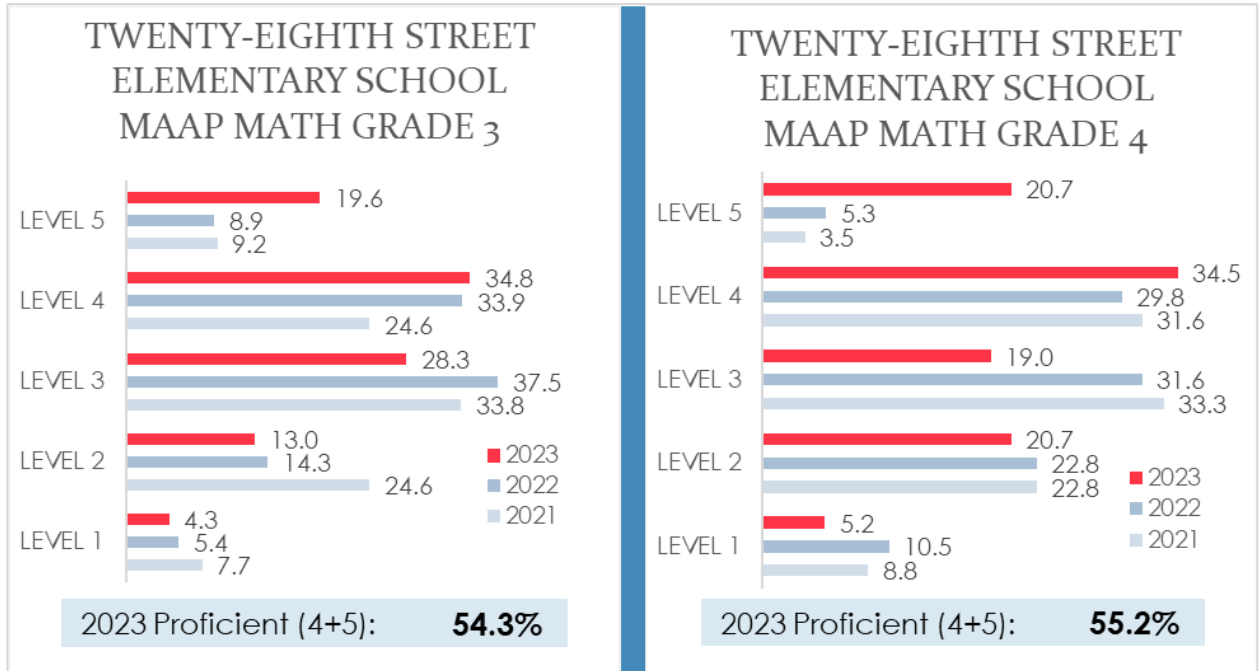 TWENTY-EIGHTH STREET
ELEMENTARY SCHOOL
MAAP MATH GRADE 3
LEVEL 5
19.6
8.9
9.2
LEVEL 4
34.8
33.9
24.6
LEVEL 3
28.3
37.5
33.8
LEVEL 2
13.0
14.3
24.6
LEVEL 1
4.3
5.4
7.7
2023
2022
2021
2023 Proficient (4+5): 54.3%
TWENTY-EIGHTH STREET
ELEMENTARY SCHOOL
MAAP MATH GRADE 4
LEVEL 5
20.7
5.3
3.5
LEVEL 4
34.5
29.8
31.6
LEVEL 3
19.0
31.6
33.3
LEVEL 2
20.7
22.8
22.8
LEVEL 1
5.2
10.5
8.8
2023
2022
2021
2023 Proficient (4+5): 55.2%